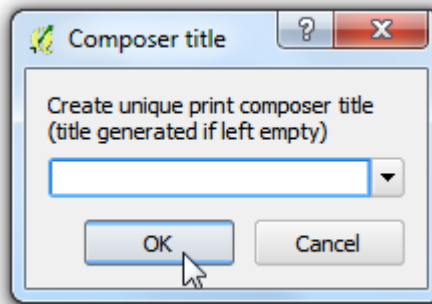 Composer title
Create unique print composer title
(title generated if left empty)
OK
Cancel